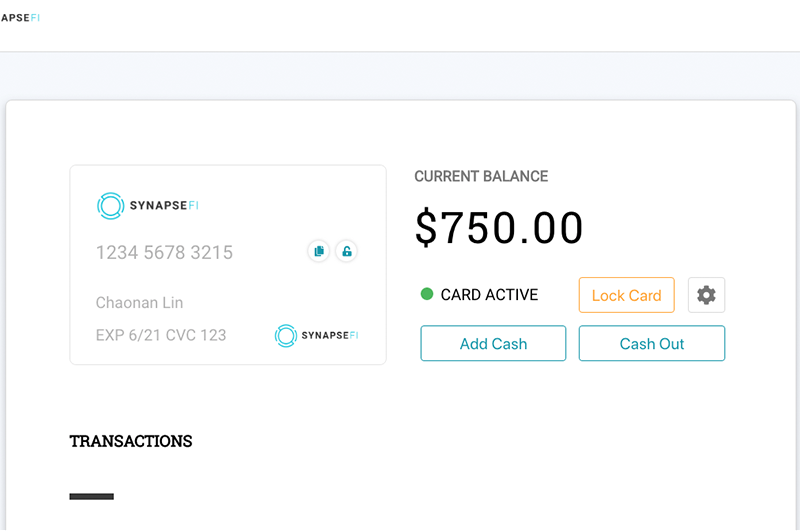 APSEFI
SYNAPSEFI
1234 5678 3215
Chaonan Lin
EXP 6/21 CVC 123
SYNAPSEFI
CURRENT BALANCE
$750.00
CARD ACTIVE
Lock Card
Add Cash
Cash Out
TRANSACTIONS